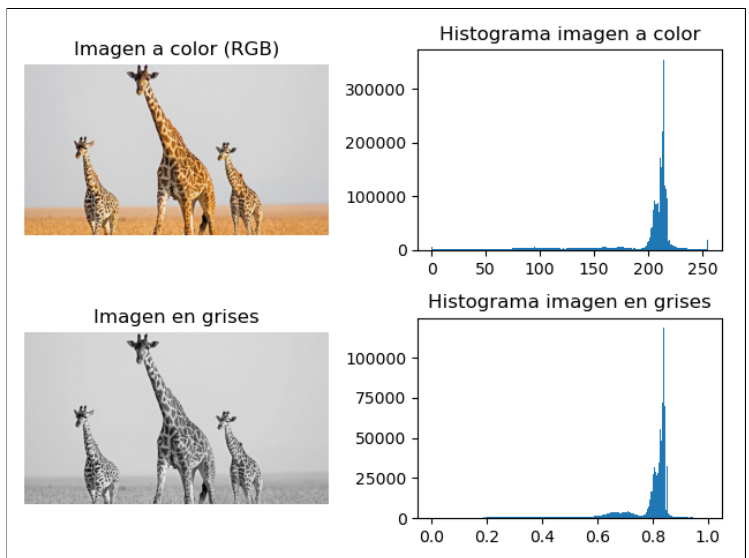 Imagen a color (RGB)
Histograma imagen a color
300000
200000
100000
0
0 50 100 150 200 250
Imagen en grises
Histograma imagen en grises
100000
75000
50000
25000
0
0.0 0.2 0.4 0.6 0.8 1.0